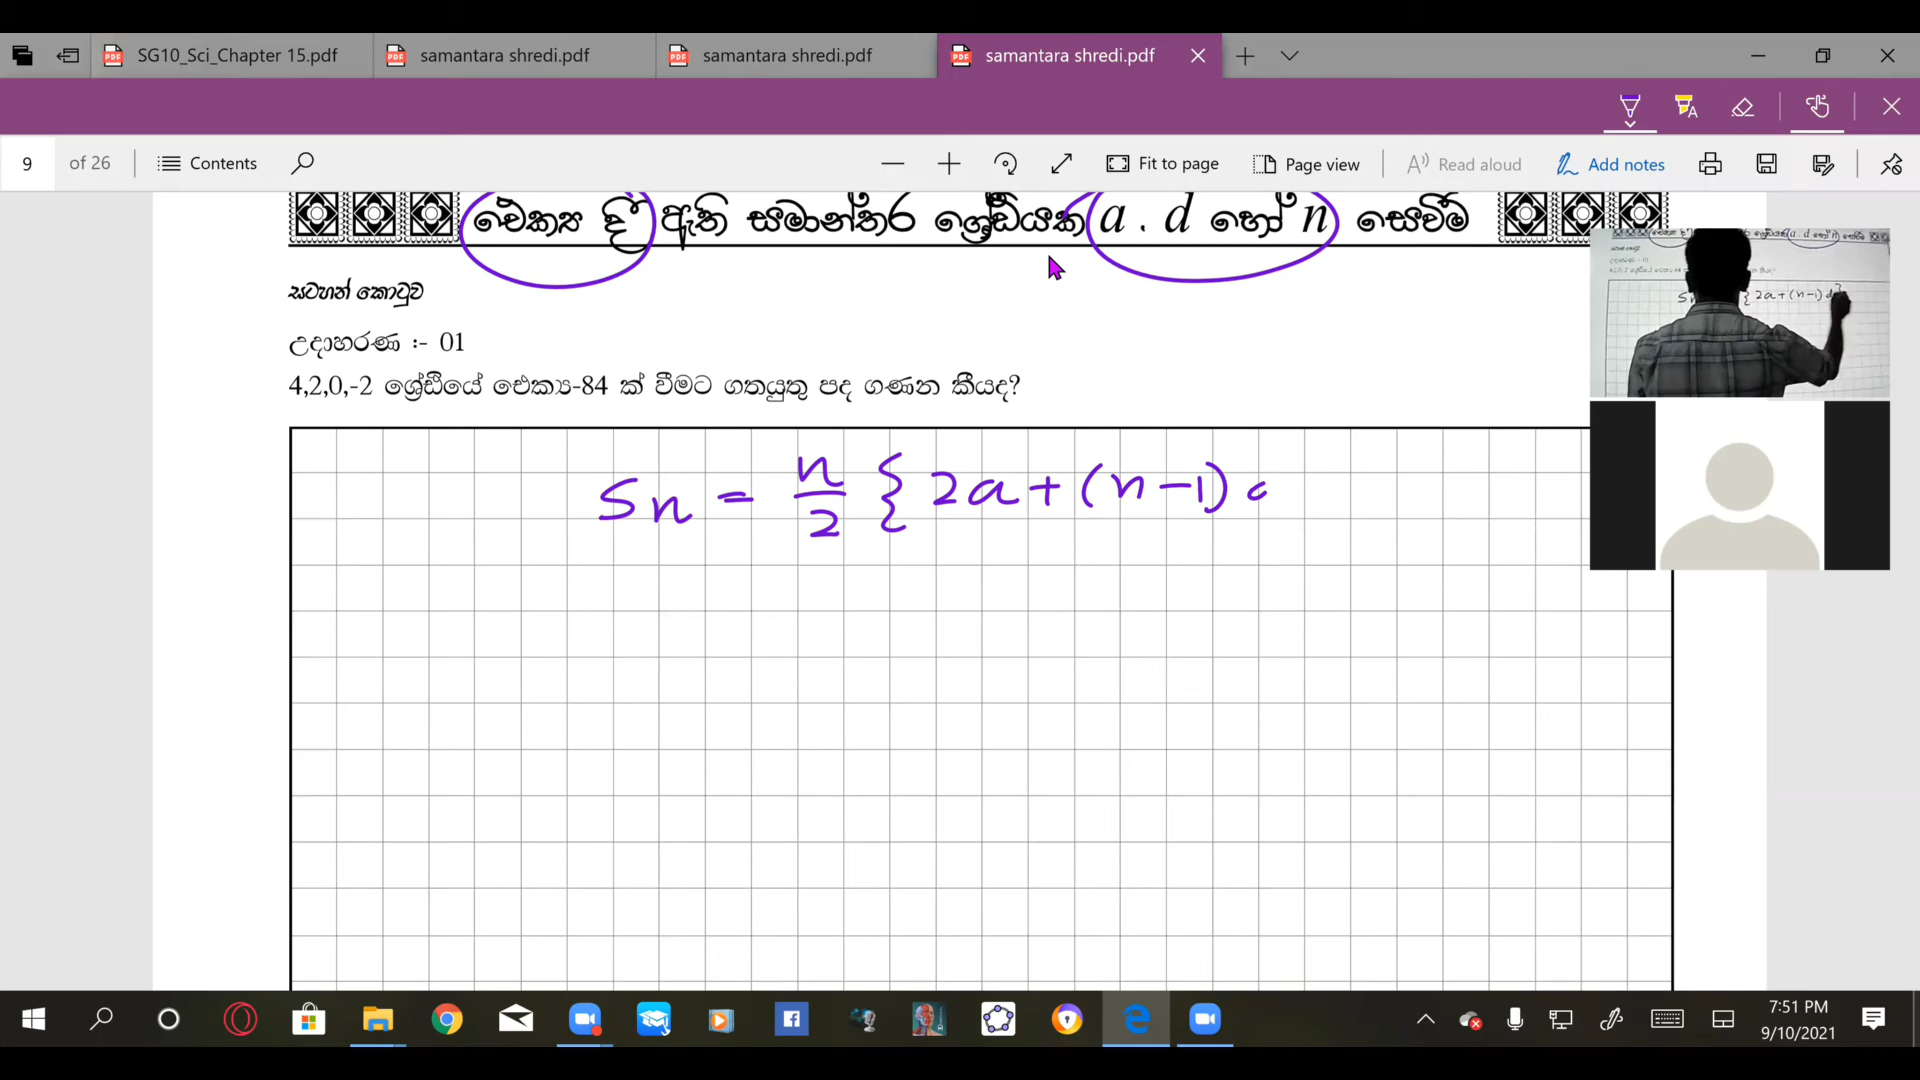 SG10_Sci_Chapter 15.pdf
samantara shredi.pdf
samantara shredi.pdf
samantara shredi.pdf
9 of 26
Contents
Fit to page
Page view
Read aloud
Add notes
ඓක්‍ය දී ඇති සමාන්තර ශ්‍රේඪියක a . d හෝ n සෙවීම
සටහන් කොටුව
උදාහරණ :- 01
4,2,0,-2 ශ්‍රේඪියේ ඓක්‍ය-84 ක් වීමට ගතයුතු පද ගණන කීයද?
Sn = n/2 { 2a + (n-1)
7:51 PM
9/10/2021